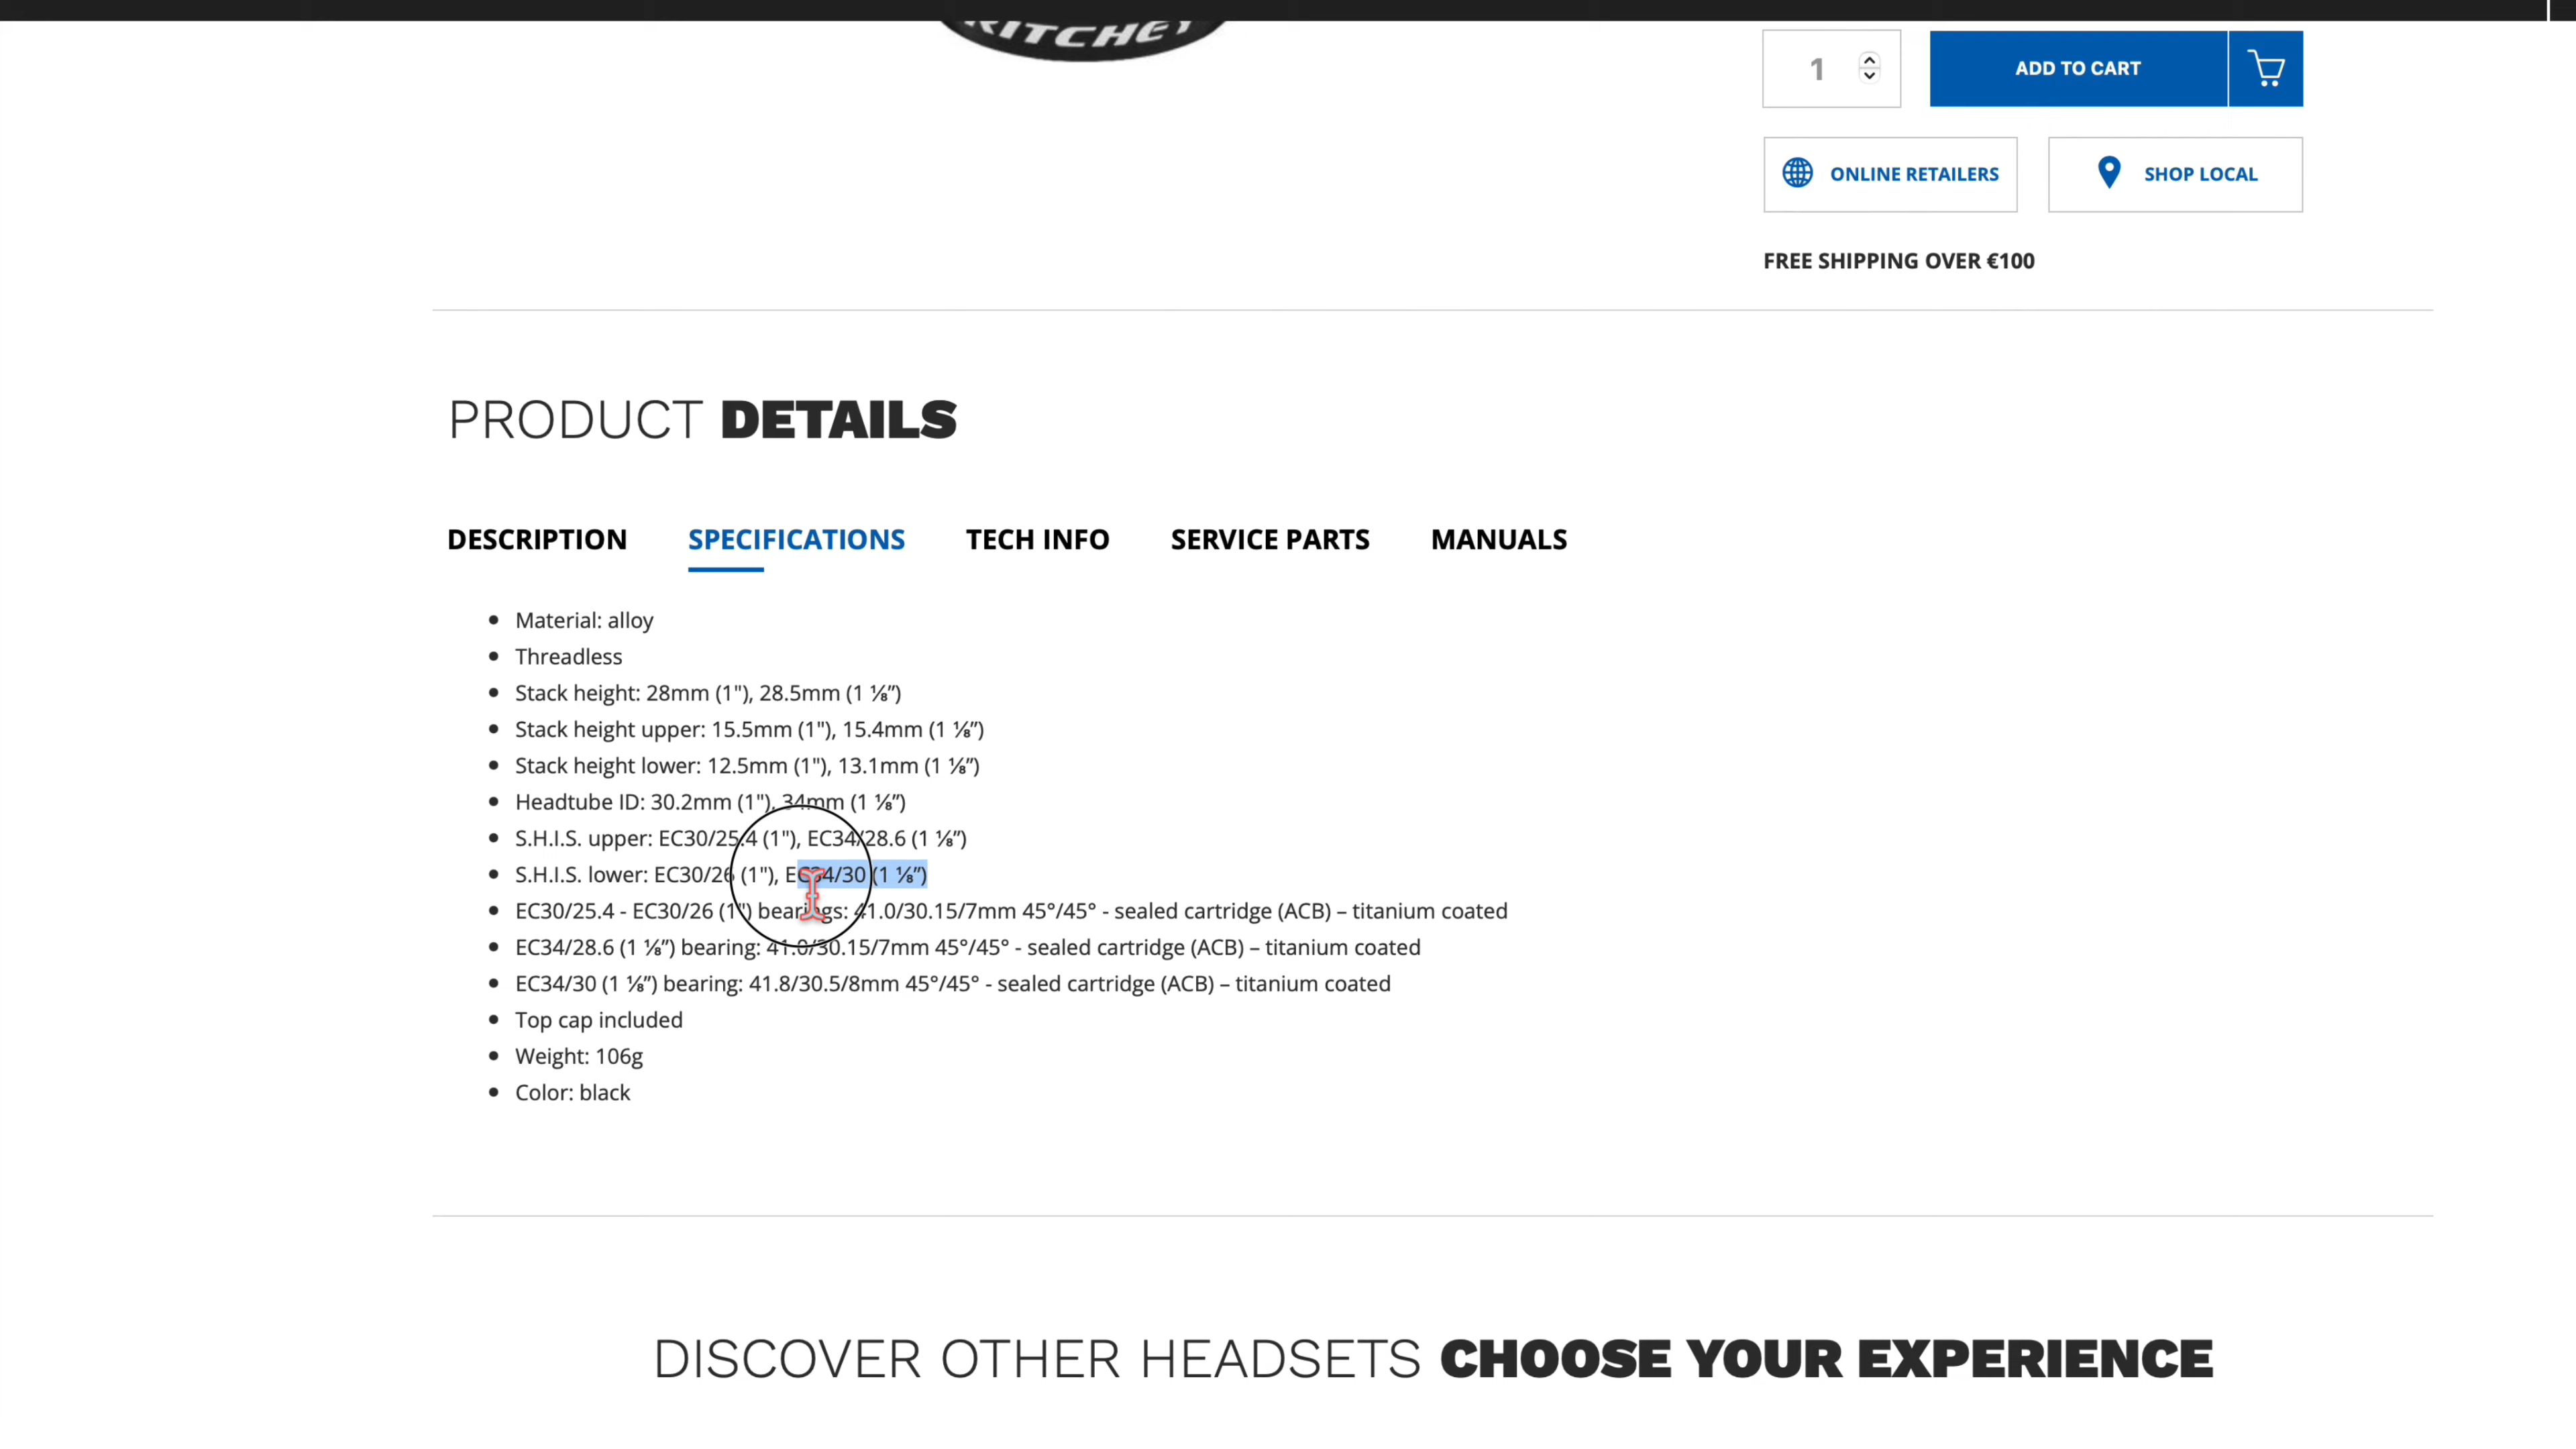 RITCHEY
1
ADD TO CART
ONLINE RETAILERS
SHOP LOCAL
FREE SHIPPING OVER €100
PRODUCT DETAILS
DESCRIPTION SPECIFICATIONS TECH INFO SERVICE PARTS MANUALS
• Material: alloy
• Threadless
• Stack height: 28mm (1"), 28.5mm (1 ⅛”)
• Stack height upper: 15.5mm (1"), 15.4mm (1 ⅛”)
• Stack height lower: 12.5mm (1"), 13.1mm (1 ⅛”)
• Headtube ID: 30.2mm (1"), 34mm (1 ⅛”)
• S.H.I.S. upper: EC30/25.4 (1"), EC34/28.6 (1 ⅛”)
• S.H.I.S. lower: EC30/26 (1"), EC34/30 (1 ⅛”)
• EC30/25.4 - EC30/26 (1") bearings: 41.0/30.15/7mm 45°/45° - sealed cartridge (ACB) – titanium coated
• EC34/28.6 (1 ⅛”) bearing: 41.0/30.15/7mm 45°/45° - sealed cartridge (ACB) – titanium coated
• EC34/30 (1 ⅛”) bearing: 41.8/30.5/8mm 45°/45° - sealed cartridge (ACB) – titanium coated
• Top cap included
• Weight: 106g
• Color: black
DISCOVER OTHER HEADSETS CHOOSE YOUR EXPERIENCE